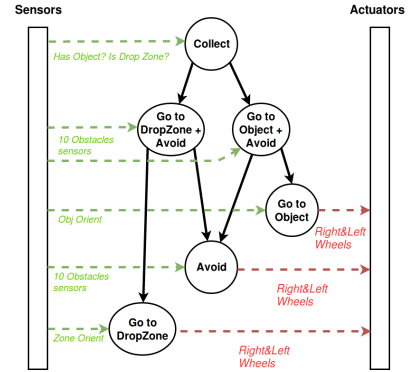 Sensors
Actuators
Collect
Has Object? Is Drop Zone?
Go to
DropZone +
Avoid
Go to
Object +
Avoid
10 Obstacles
sensors
Go to
Object
Obj Orient
Right&Left
Wheels
Avoid
10 Obstacles
sensors
Right&Left
Wheels
Go to
DropZone
Zone Orient
Right&Left
Wheels